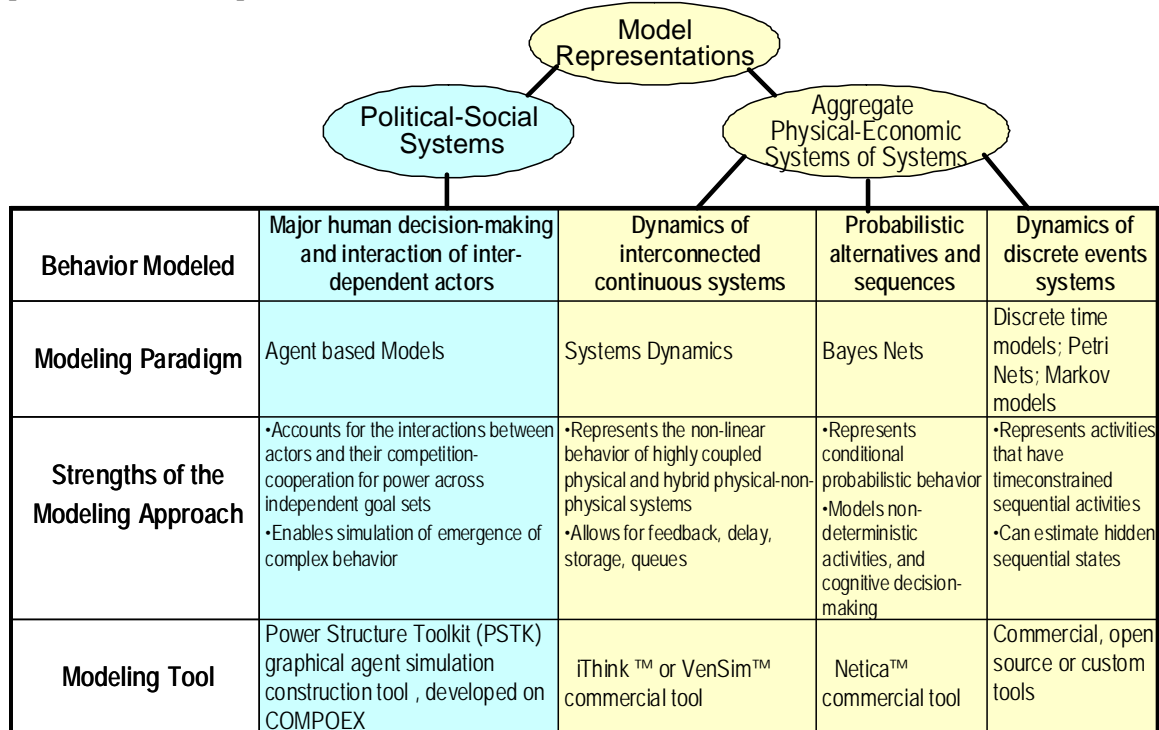 Model
Representations
Political-Social
Systems
Aggregate
Physical-Economic
Systems of Systems
Behavior Modeled
Major human decision-making
and interaction of inter-
dependent actors
Dynamics of
interconnected
continuous systems
Probabilistic
alternatives and
sequences
Dynamics of
discrete events
systems
Modeling Paradigm
Agent based Models
Systems Dynamics
Bayes Nets
Discrete time
models; Petri
Nets; Markov
models
Strengths of the
Modeling Approach
•Accounts for the interactions between
actors and their competition-
cooperation for power across
independent goal sets
•Enables simulation of emergence of
complex behavior
•Represents the non-linear
behavior of highly coupled
physical and hybrid physical-non-
physical systems
•Allows for feedback, delay,
storage, queues
•Represents
conditional
probabilistic behavior
•Models non-
deterministic
activities, and
cognitive decision-
making
•Represents activities
that have
timeconstrained
sequential activities
•Can estimate hidden
sequential states
Modeling Tool
Power Structure Toolkit (PSTK)
graphical agent simulation
construction tool , developed on
COMPOEX
iThink ™ or VenSim™
commercial tool
Netica™
commercial tool
Commercial, open
source or custom
tools